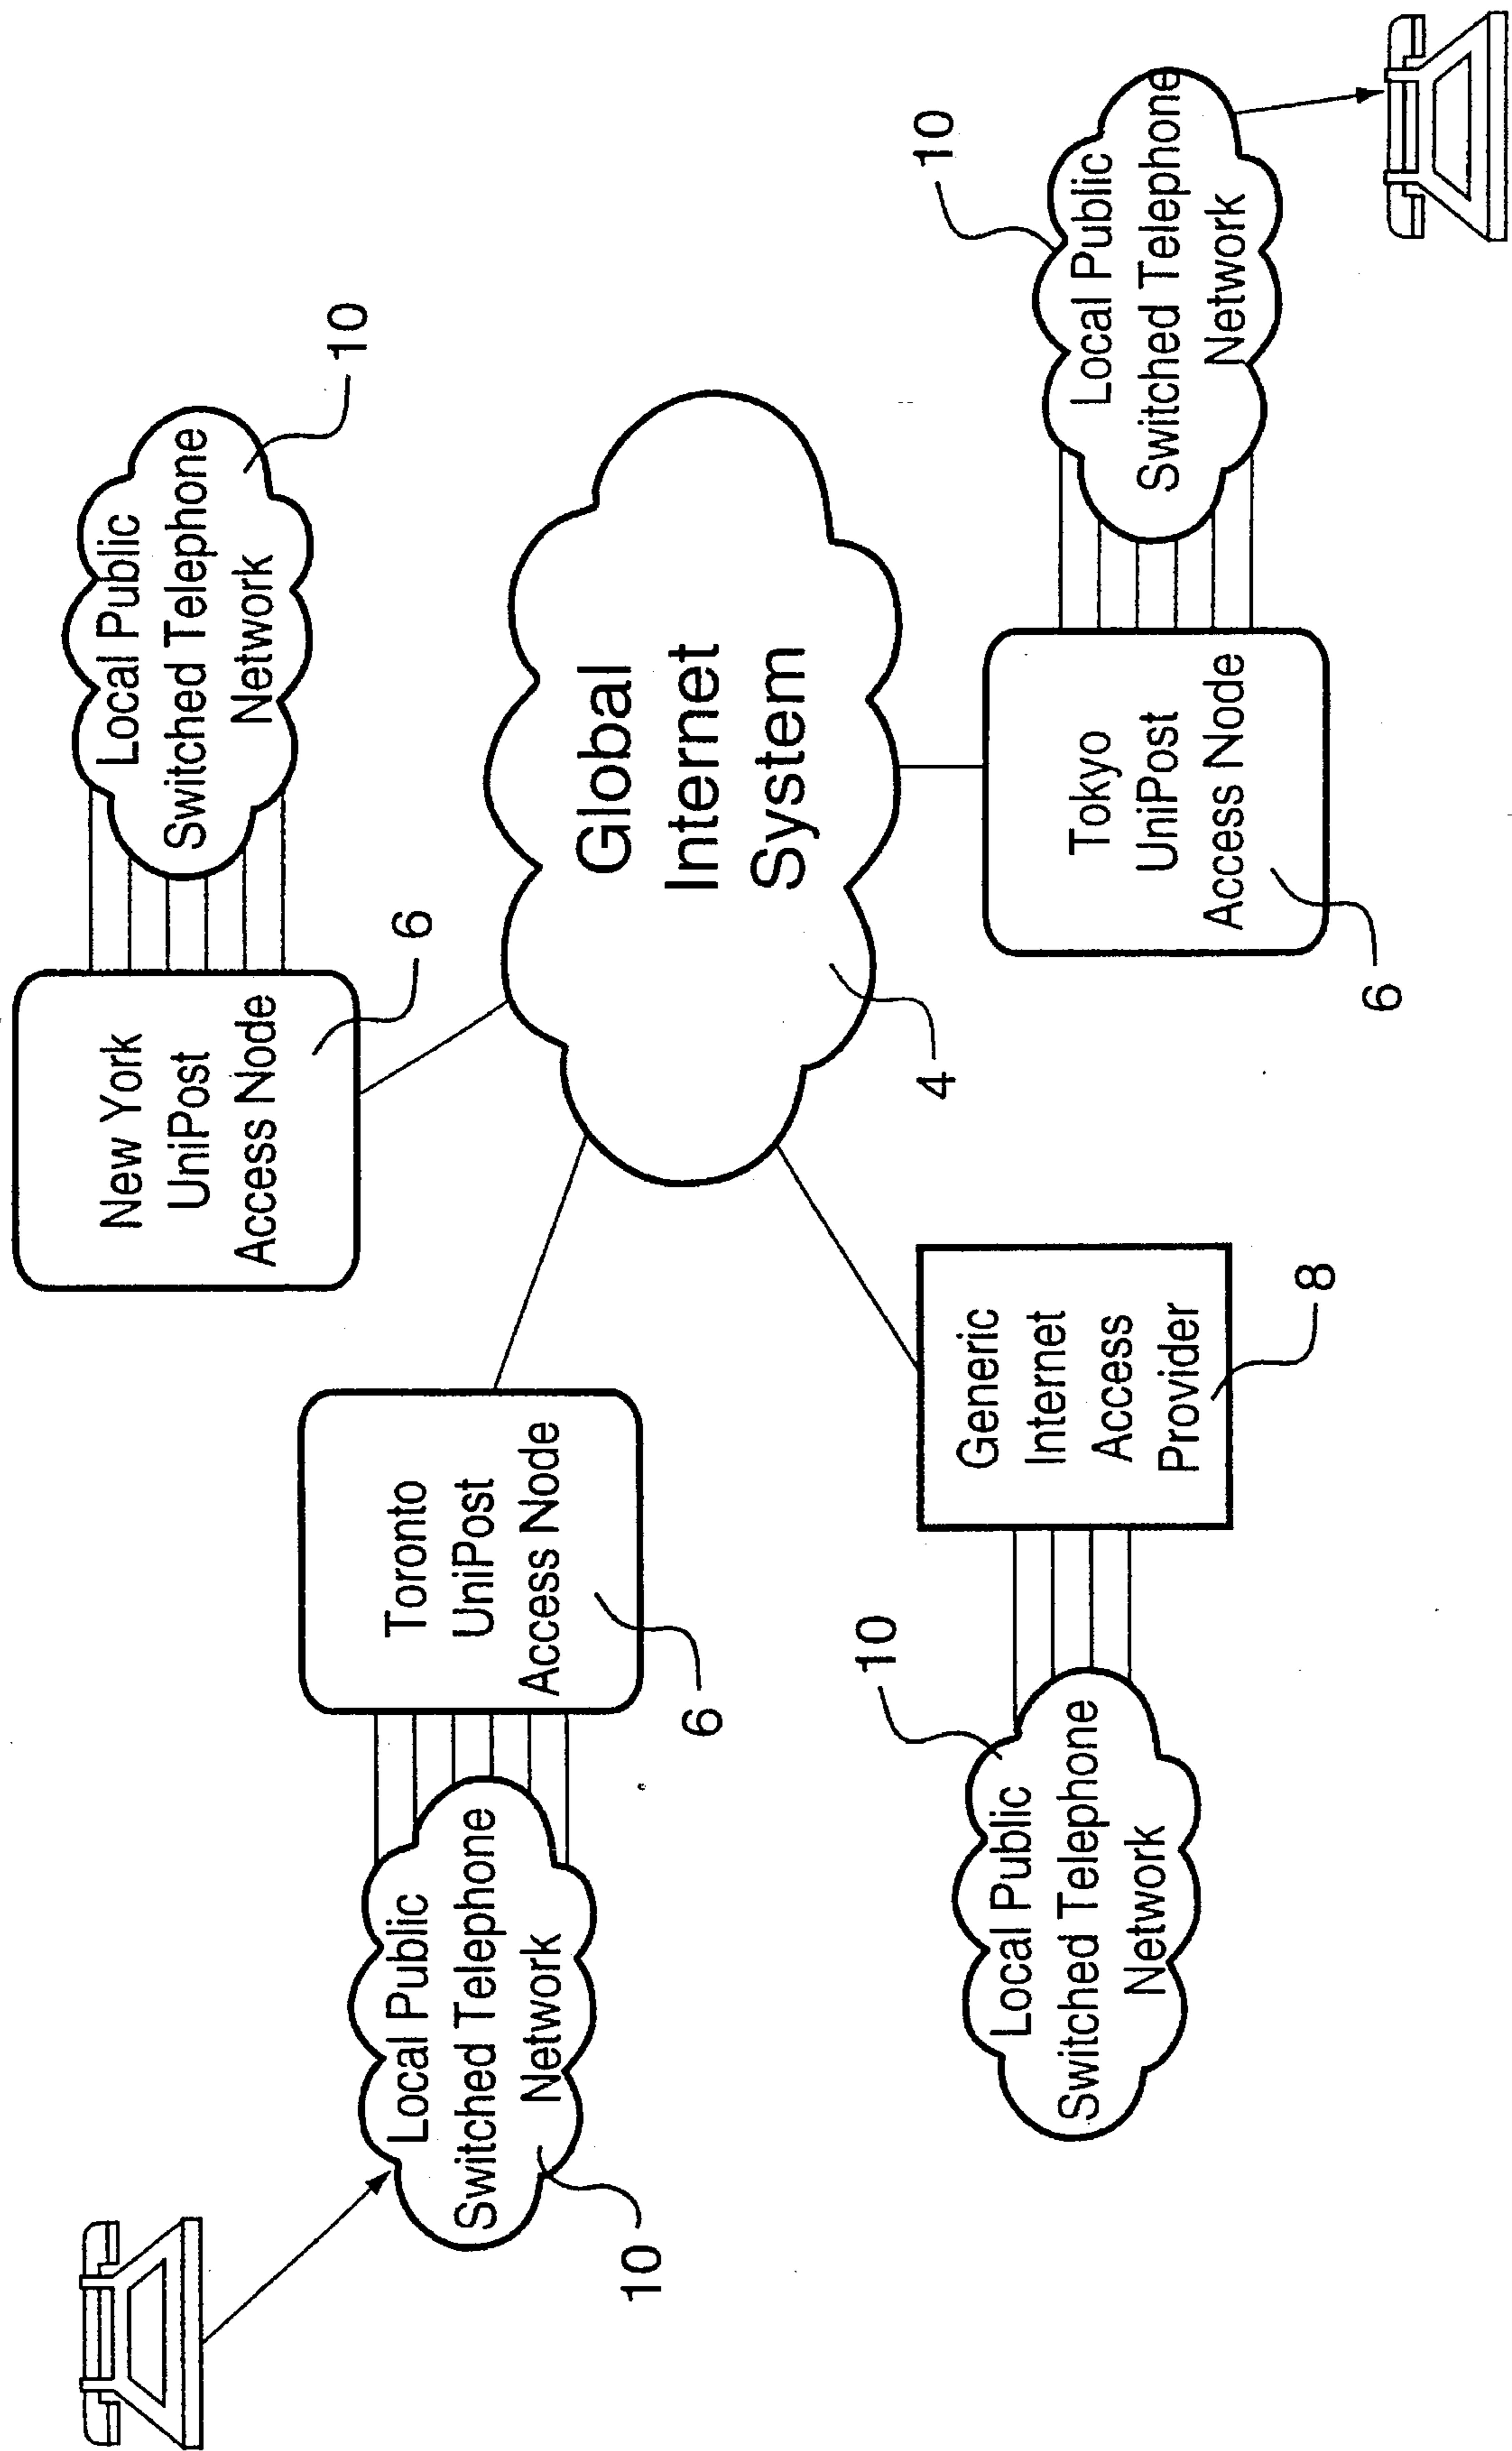 New York
UniPost
Access Node
6
Local Public
Switched Telephone
Network
10
Local Public
Switched Telephone
Network
10
Toronto
UniPost
Access Node
6
Global
Internet
System
4
Local Public
Switched Telephone
Network
10
Generic
Internet
Access
Provider
8
Tokyo
UniPost
Access Node
6
Local Public
Switched Telephone
Network
10